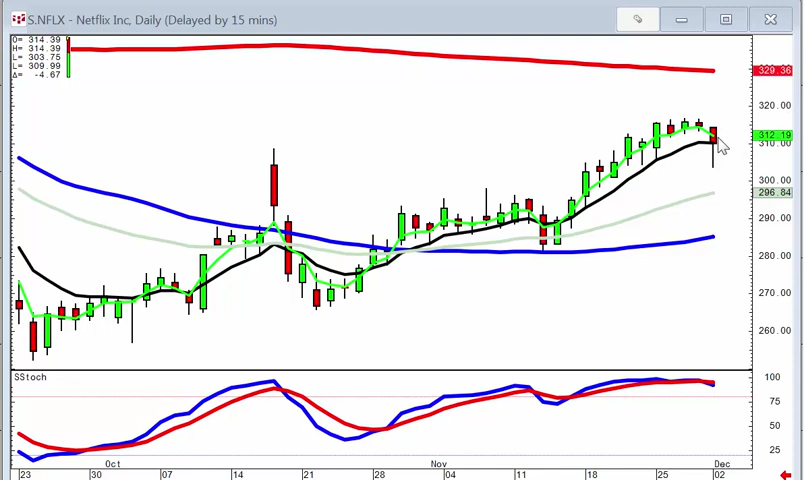 S.NFLX - Netflix Inc, Daily (Delayed by 15 mins)
O= 314.39
H= 314.39
L= 303.75
L= 309.99
Δ= -4.67
329.36
320.00
312.19
310.00
300.00
296.84
290.00
280.00
270.00
260.00
SStoch
100
75
50
25
Oct Nov Dec
23 30 07 14 21 28 04 11 18 25 02